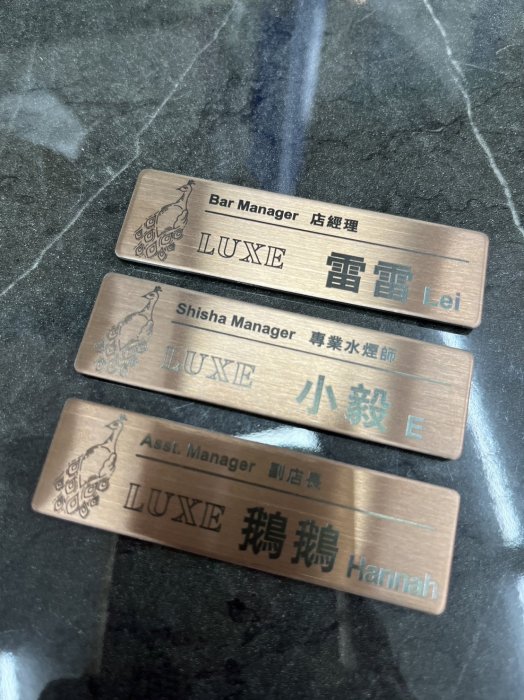 Bar Manager 店經理
LUXE 雷雷 Lei
Shisha Manager 專業水煙師
LUXE 小毅 E
Asst. Manager 副店長
LUXE 鵝鵝 Hannah